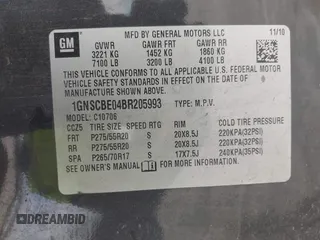 GM
MFD BY GENERAL MOTORS LLC 11/10
GVWR GAWR FRT GAWR RR
3221 KG 1452 KG 1860 KG
7100 LB 3200 LB 4100 LB
THIS VEHICLE CONFORMS TO ALL APPLICABLE U.S. FEDERAL MOTOR VEHICLE SAFETY STANDARDS IN EFFECT ON THE DATE OF
MANUFACTURE SHOWN ABOVE.
1GNSCBE04BR205993 TYPE: M.P.V.
MODEL: C10706
CCZ5 TIRE SIZE SPEED RTG RIM COLD TIRE PRESSURE
FRT P275/55R20 S 20X8.5J 220KPA(32PSI)
RR P275/55R20 S 20X8.5J 220KPA(32PSI)
SPA P265/70R17 S 17X7.5J 240KPA(35PSI)
SEE OWNER'S MANUAL
DREAMBID